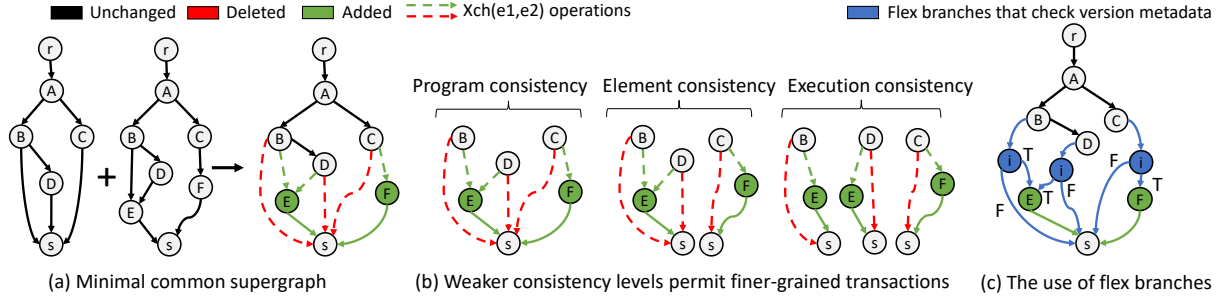 Unchanged Deleted Added Xch(e1,e2) operations Flex branches that check version metadata
r r r r
A A A A
Program consistency Element consistency Execution consistency
B C B C B C B C B C B D C B C
D D D D D D
+
i T i F i T
F E E E E E E F F F F E T F F
s s s s s s s s s s
(a) Minimal common supergraph (b) Weaker consistency levels permit finer-grained transactions (c) The use of flex branches